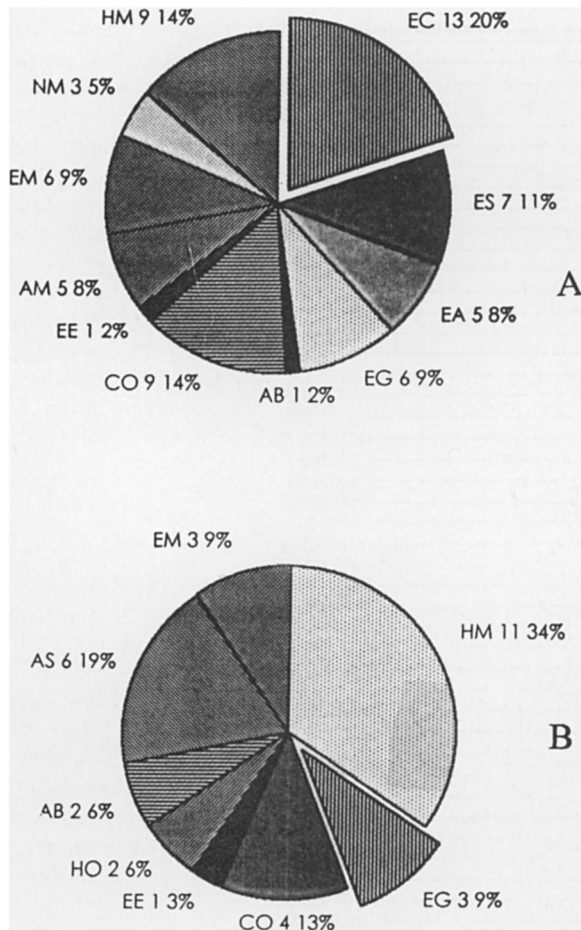 HM 9 14%
EC 13 20%
NM 3 5%
EM 6 9%
ES 7 11%
A
AM 5 8%
EA 5 8%
EE 1 2%
CO 9 14%
EG 6 9%
AB 1 2%
EM 3 9%
HM 11 34%
AS 6 19%
B
AB 2 6%
HO 2 6%
EE 1 3%
EG 3 9%
CO 4 13%